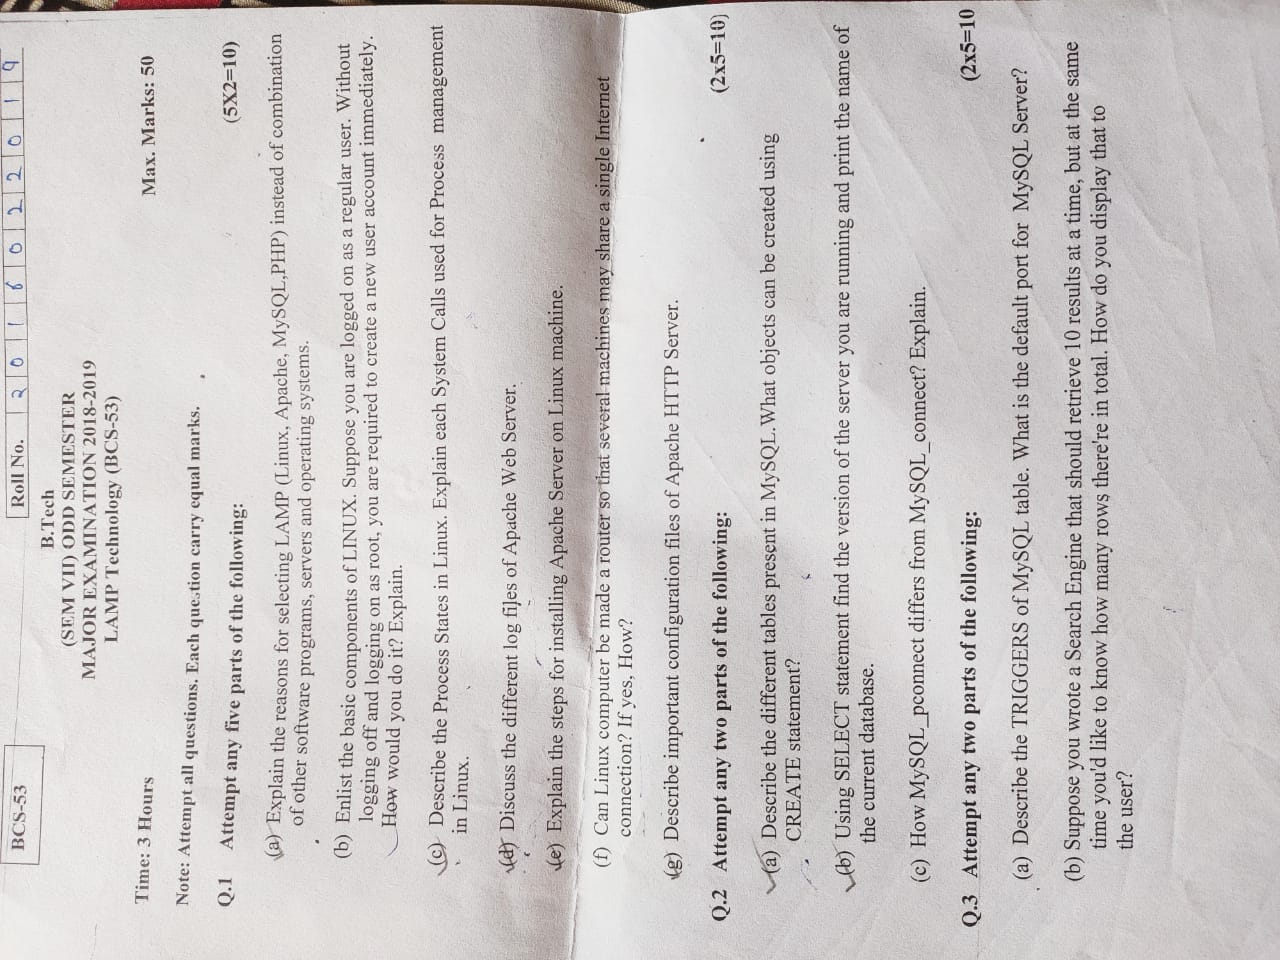 BCS-53
Roll No. 2 0 1 6 0 2 2 0 1 9
B.Tech
(SEM VII) ODD SEMESTER
MAJOR EXAMINATION 2018-2019
LAMP Technology (BCS-53)
Time: 3 Hours
Max. Marks: 50
Note: Attempt all questions. Each question carry equal marks.
Q.1 Attempt any five parts of the following: (5X2=10)
(a) Explain the reasons for selecting LAMP (Linux, Apache, MySQL,PHP) instead of combination
of other software programs, servers and operating systems.
(b) Enlist the basic components of LINUX. Suppose you are logged on as a regular user. Without
logging off and logging on as root, you are required to create a new user account immediately.
How would you do it? Explain.
(c) Describe the Process States in Linux. Explain each System Calls used for Process management
in Linux.
(d) Discuss the different log files of Apache Web Server.
(e) Explain the steps for installing Apache Server on Linux machine.
(f) Can Linux computer be made a router so that several machines may share a single Internet
connection? If yes, How?
(g) Describe important configuration files of Apache HTTP Server.
Q.2 Attempt any two parts of the following: (2x5=10)
(a) Describe the different tables present in MySQL.What objects can be created using
CREATE statement?
(b) Using SELECT statement find the version of the server you are running and print the name of
the current database.
(c) How MySQL_pconnect differs from MySQL_connect? Explain.
Q.3 Attempt any two parts of the following: (2x5=10
(a) Describe the TRIGGERS of MySQL table. What is the default port for MySQL Server?
(b) Suppose you wrote a Search Engine that should retrieve 10 results at a time, but at the same
time you'd like to know how many rows there're in total. How do you display that to
the user?